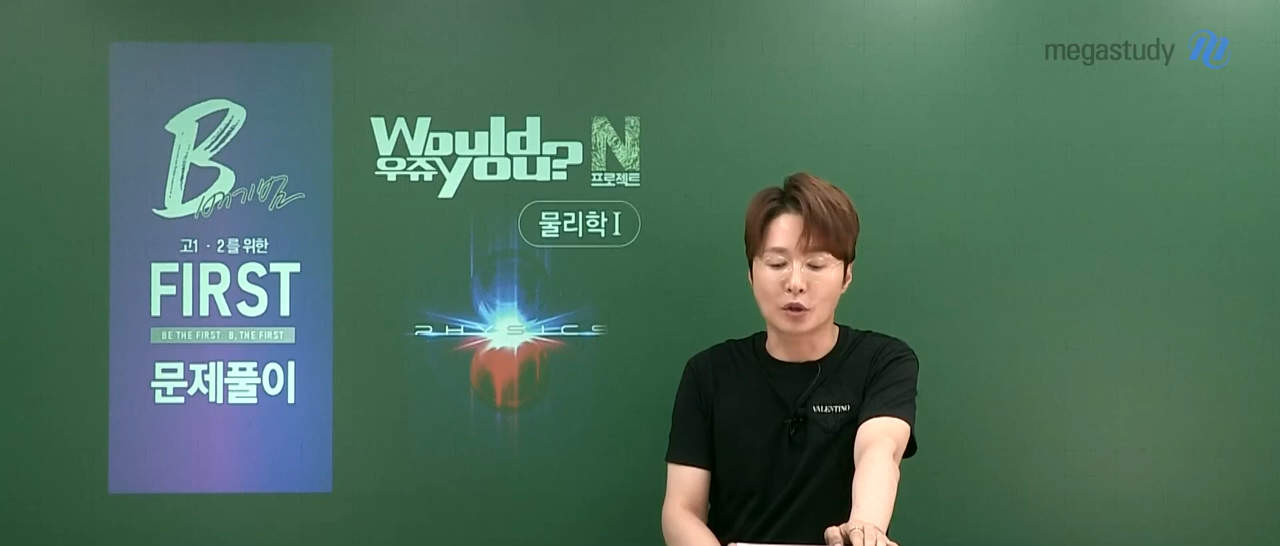 megastudy
B
배기범
고1 · 2를 위한
FIRST
BE THE FIRST B, THE FIRST
문제풀이
Would
우쥬 you?
N
프로젝트
물리학 I
PHYSICS
VALENTINO